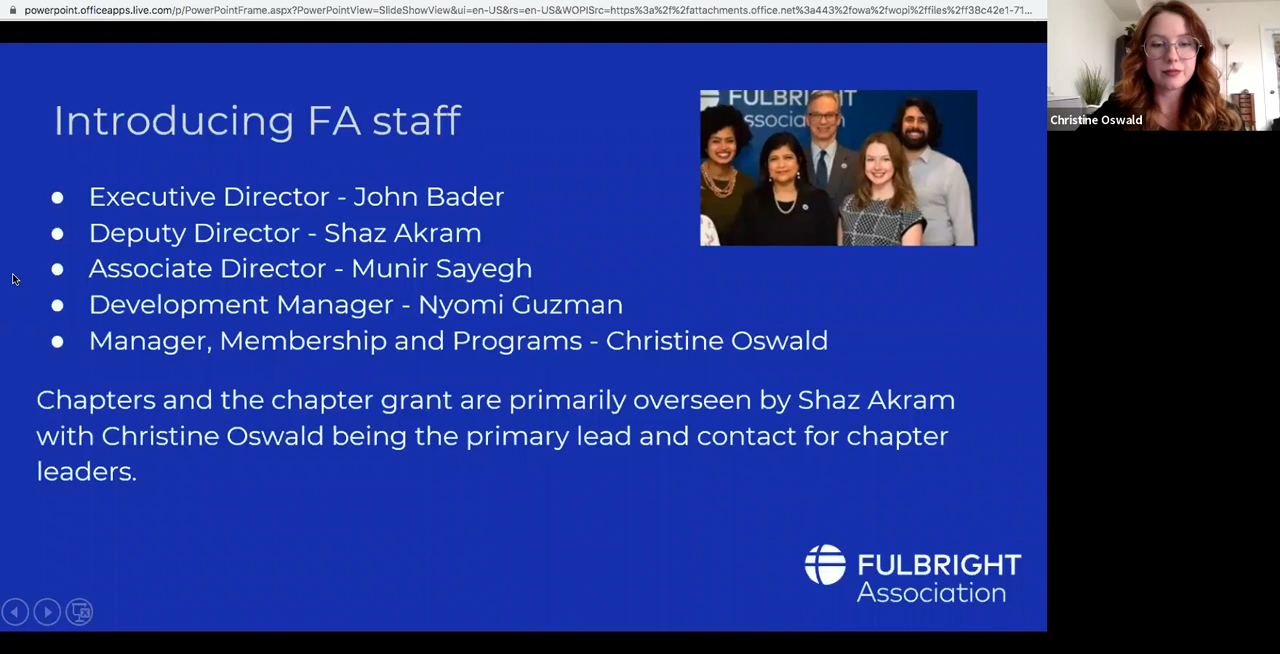 powerpoint.officeapps.live.com/p/PowerPointFrame.aspx?PowerPointView=SlideShowView&ui=en-US&rs=en-US&WOPISrc=https%3a%2f%2fattachments.office.net%3a443%2fowa%2fwopi%2ffiles%2ff38c42e1-71...
Introducing FA staff
FULBRIGHT
Association
● Executive Director - John Bader
● Deputy Director - Shaz Akram
● Associate Director - Munir Sayegh
● Development Manager - Nyomi Guzman
● Manager, Membership and Programs - Christine Oswald
Chapters and the chapter grant are primarily overseen by Shaz Akram
with Christine Oswald being the primary lead and contact for chapter
leaders.
FULBRIGHT
Association
Christine Oswald